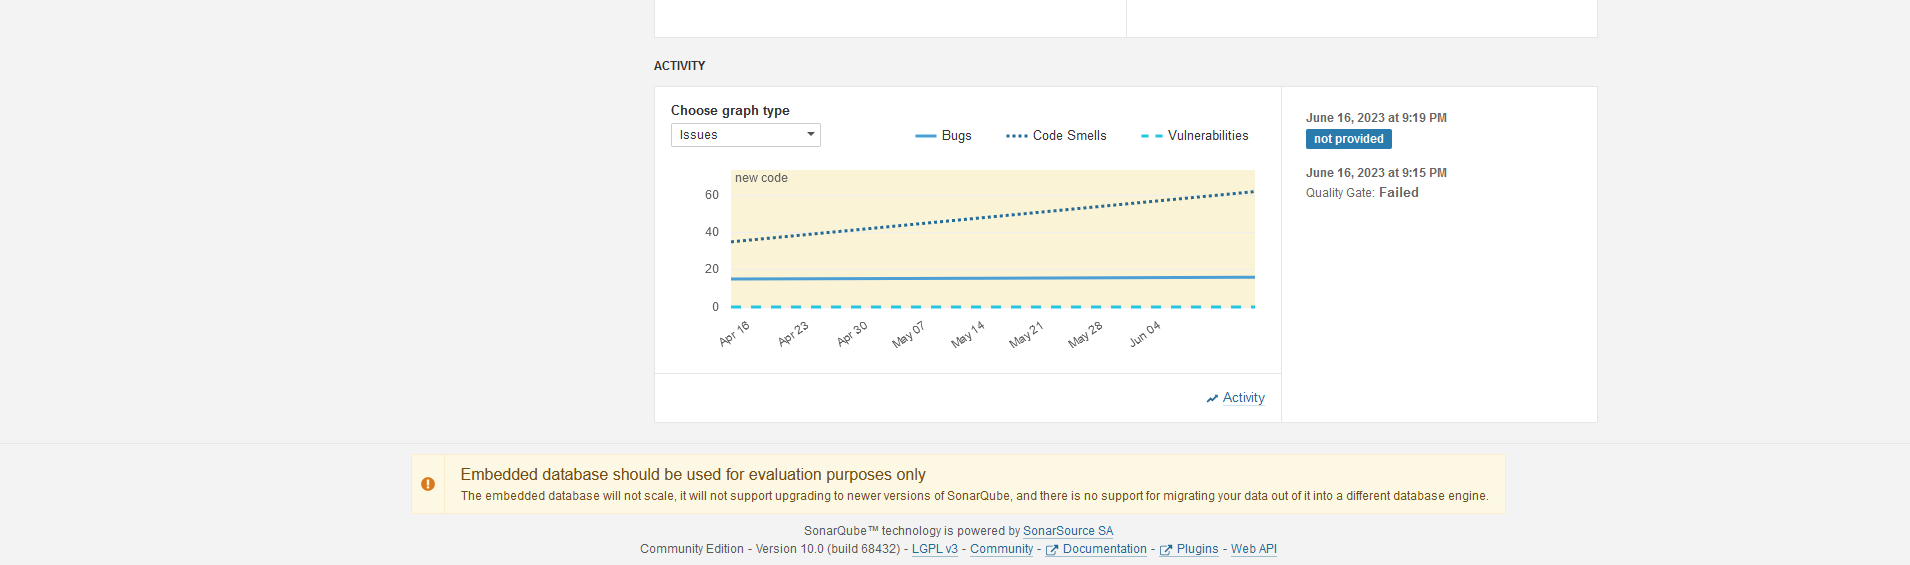 ACTIVITY
Choose graph type
Issues
Bugs
Code Smells
Vulnerabilities
new code
60
40
20
0
Apr 16
Apr 23
Apr 30
May 07
May 14
May 21
May 28
Jun 04
Activity
June 16, 2023 at 9:19 PM
not provided
June 16, 2023 at 9:15 PM
Quality Gate: Failed
Embedded database should be used for evaluation purposes only
The embedded database will not scale, it will not support upgrading to newer versions of SonarQube, and there is no support for migrating your data out of it into a different database engine.
SonarQube™ technology is powered by SonarSource SA
Community Edition - Version 10.0 (build 68432) - LGPL v3 - Community - Documentation - Plugins - Web API